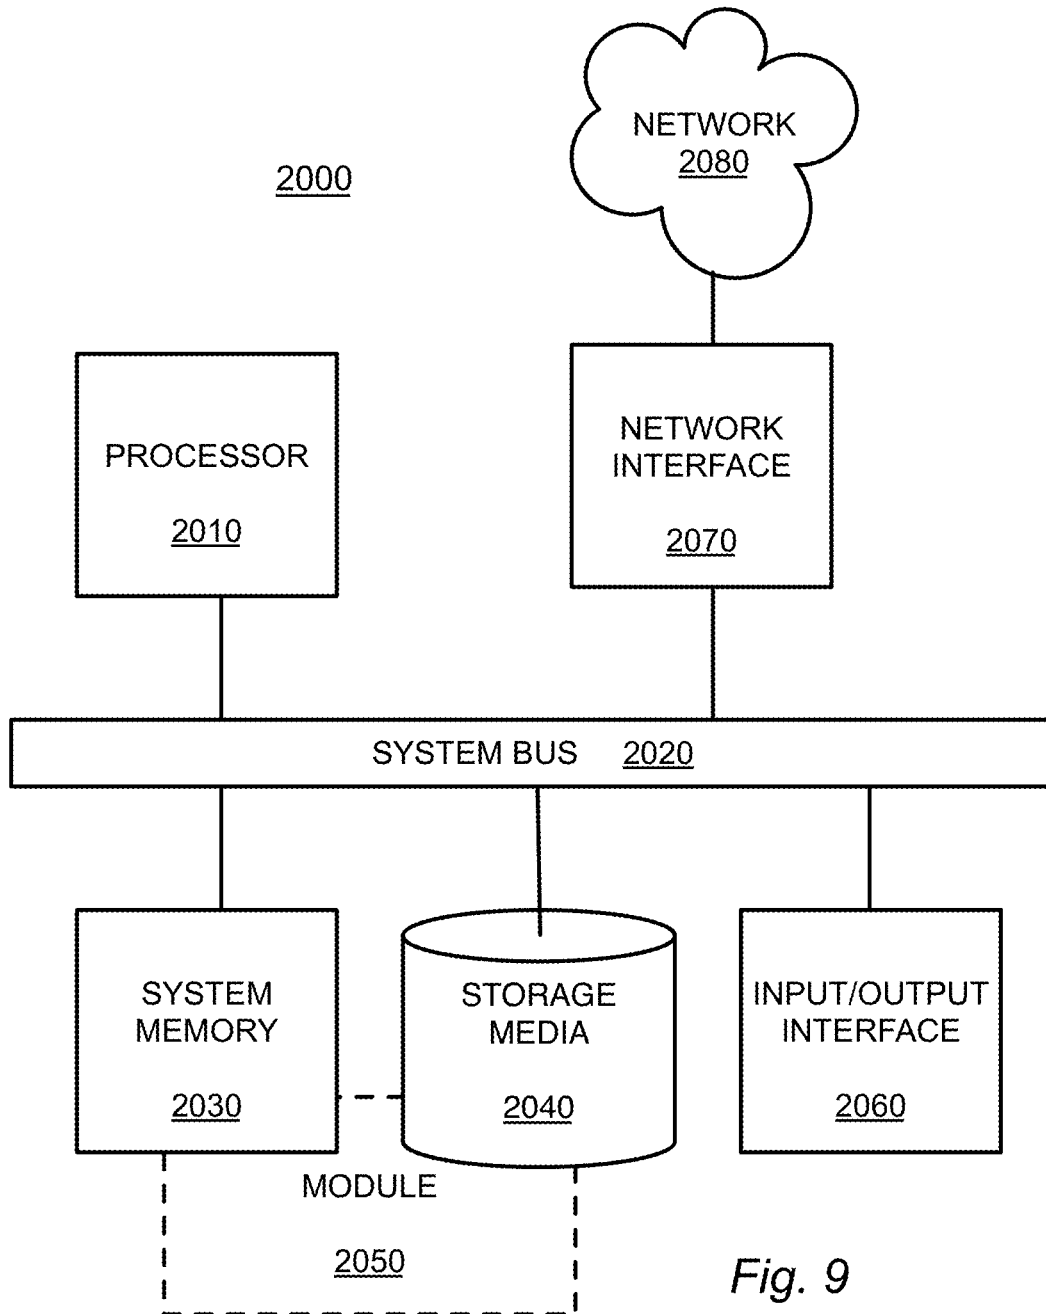 NETWORK
2080
2000
PROCESSOR
2010
NETWORK
INTERFACE
2070
SYSTEM BUS 2020
SYSTEM
MEMORY
2030
STORAGE
MEDIA
2040
INPUT/OUTPUT
INTERFACE
2060
MODULE
2050
Fig. 9